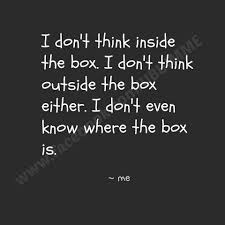 I don't think inside
the box. I don't think
outside the box
either. I don't even
know where the box
is.
~ me